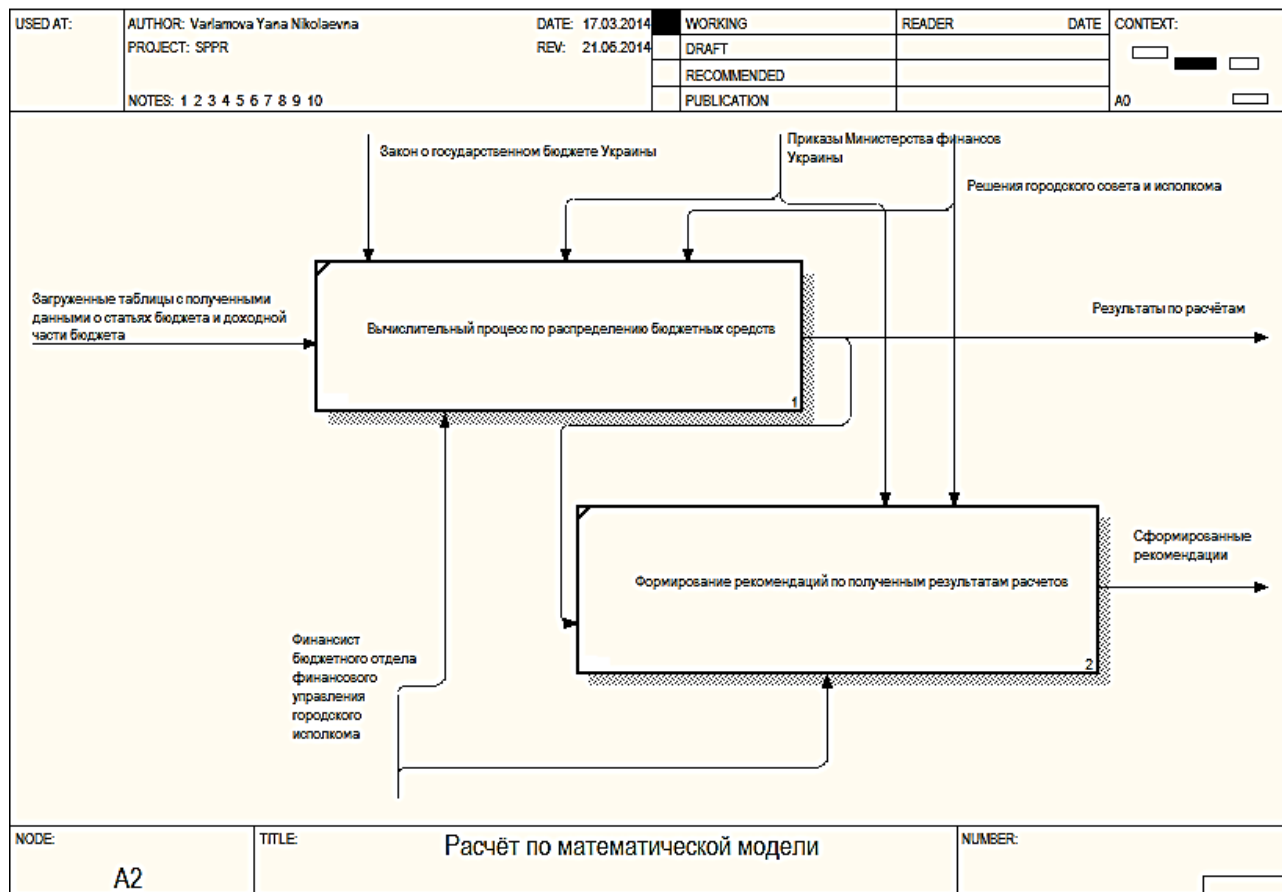 USED AT:
AUTHOR: Varlamova Yana Nikolaevna
DATE: 17.03.2014
WORKING
READER
DATE
CONTEXT:
PROJECT: SPPR
REV: 21.06.2014
DRAFT
RECOMMENDED
NOTES: 1 2 3 4 5 6 7 8 9 10
PUBLICATION
A0
Закон о государственном бюджете Украины
Приказы Министерства финансов
Украины
Решения городского совета и исполкома
Загруженные таблицы с полученными
данными о статьях бюджета и доходной
части бюджета
Вычислительный процесс по распределению бюджетных средств
1
Результаты по расчётам
Формирование рекомендаций по полученным результатам расчетов
2
Сформированные
рекомендации
Финансист
бюджетного отдела
финансового
управления
городского
исполкома
NODE:
A2
TITLE:
Расчёт по математической модели
NUMBER: